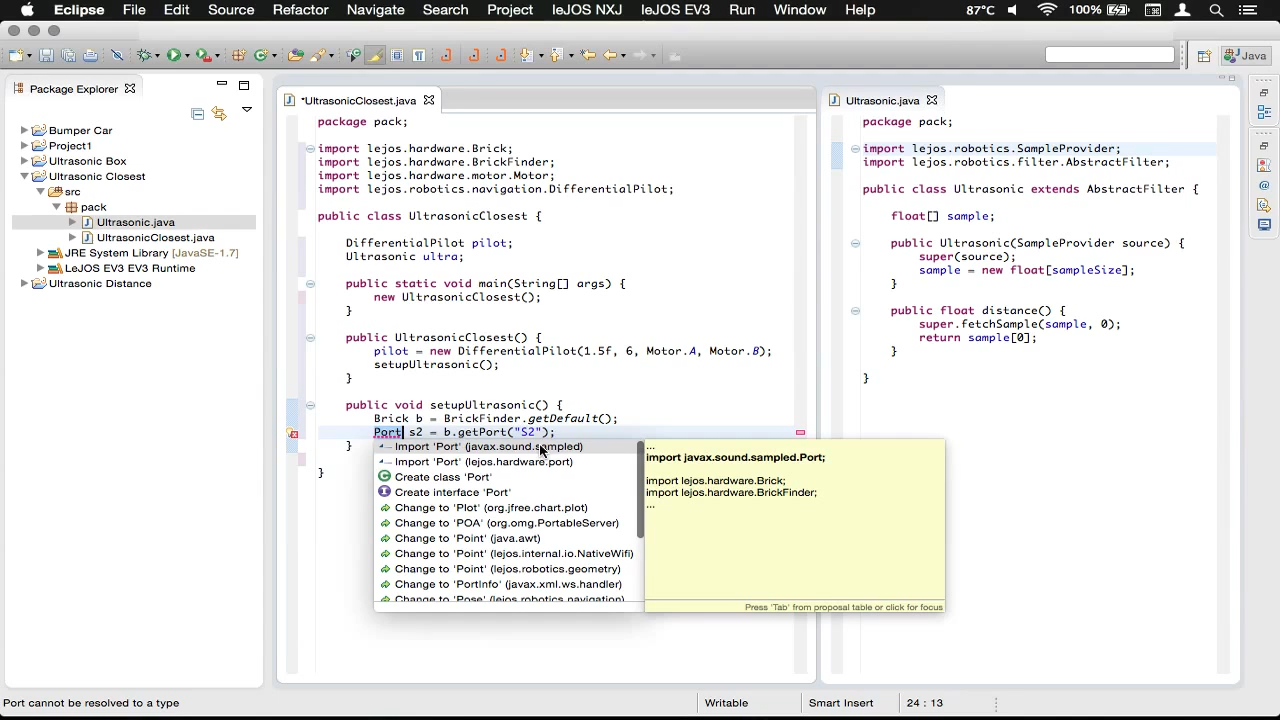 Eclipse File Edit Source Refactor Navigate Search Project leJOS NXJ leJOS EV3 Run Window Help 87°C 100%
Java
Package Explorer
Bumper Car
Project1
Ultrasonic Box
Ultrasonic Closest
src
pack
Ultrasonic.java
UltrasonicClosest.java
JRE System Library [JavaSE-1.7]
LeJOS EV3 EV3 Runtime
Ultrasonic Distance
*UltrasonicClosest.java
package pack;
import lejos.hardware.Brick;
import lejos.hardware.BrickFinder;
import lejos.hardware.motor.Motor;
import lejos.robotics.navigation.DifferentialPilot;
public class UltrasonicClosest {
DifferentialPilot pilot;
Ultrasonic ultra;
public static void main(String[] args) {
new UltrasonicClosest();
}
public UltrasonicClosest() {
pilot = new DifferentialPilot(1.5f, 6, Motor.A, Motor.B);
setupUltrasonic();
}
public void setupUltrasonic() {
Brick b = BrickFinder.getDefault();
Port s2 = b.getPort("S2");
}
}
Import 'Port' (javax.sound.sampled)
Import 'Port' (lejos.hardware.port)
Create class 'Port'
Create interface 'Port'
Change to 'Plot' (org.jfree.chart.plot)
Change to 'POA' (org.omg.PortableServer)
Change to 'Point' (java.awt)
Change to 'Point' (lejos.internal.io.NativeWifi)
Change to 'Point' (lejos.robotics.geometry)
Change to 'PortInfo' (javax.xml.ws.handler)
Change to 'Pose' (lejos.robotics.navigation)
...
import javax.sound.sampled.Port;
import lejos.hardware.Brick;
import lejos.hardware.BrickFinder;
...
Press 'Tab' from proposal table or click for focus
Ultrasonic.java
package pack;
import lejos.robotics.SampleProvider;
import lejos.robotics.filter.AbstractFilter;
public class Ultrasonic extends AbstractFilter {
float[] sample;
public Ultrasonic(SampleProvider source) {
super(source);
sample = new float[sampleSize];
}
public float distance() {
super.fetchSample(sample, 0);
return sample[0];
}
}
Port cannot be resolved to a type
Writable
Smart Insert
24 : 13